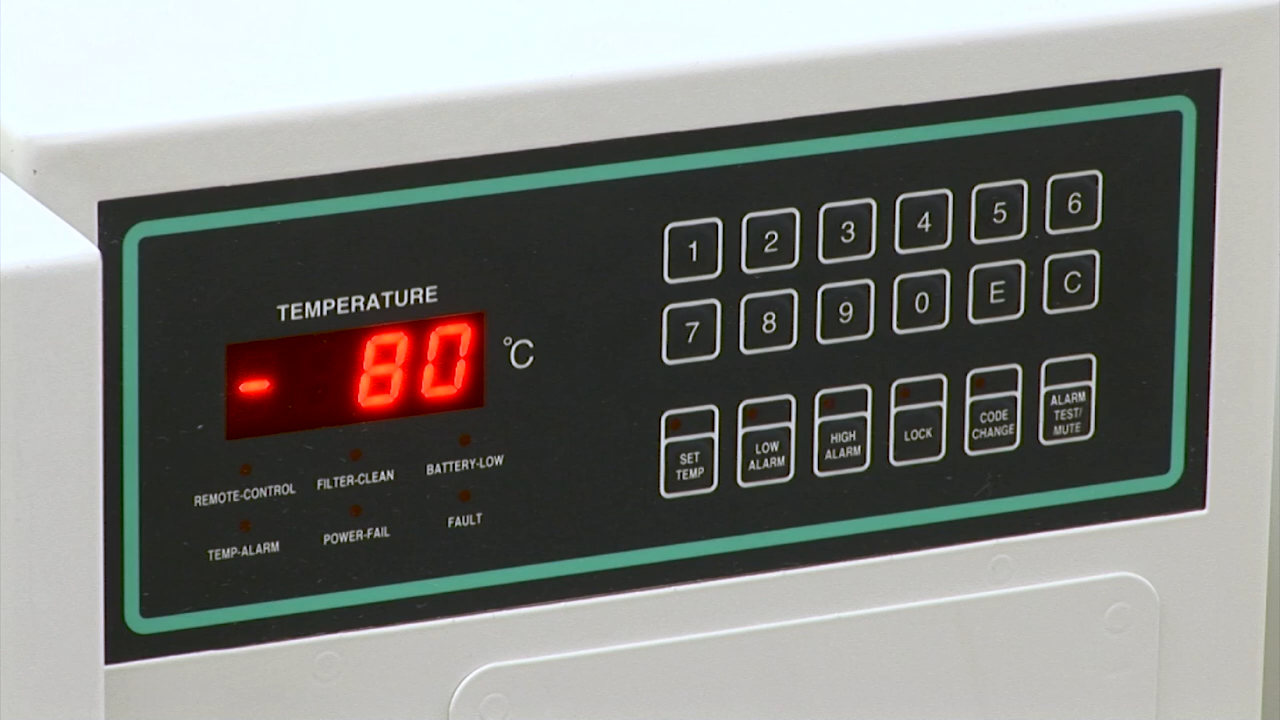 TEMPERATURE
- 80 °C
REMOTE-CONTROL
FILTER-CLEAN
BATTERY-LOW
TEMP-ALARM
POWER-FAIL
FAULT
1 2 3 4 5 6
7 8 9 0 E C
SET
TEMP
LOW
ALARM
HIGH
ALARM
LOCK
CODE
CHANGE
ALARM
TEST/
MUTE